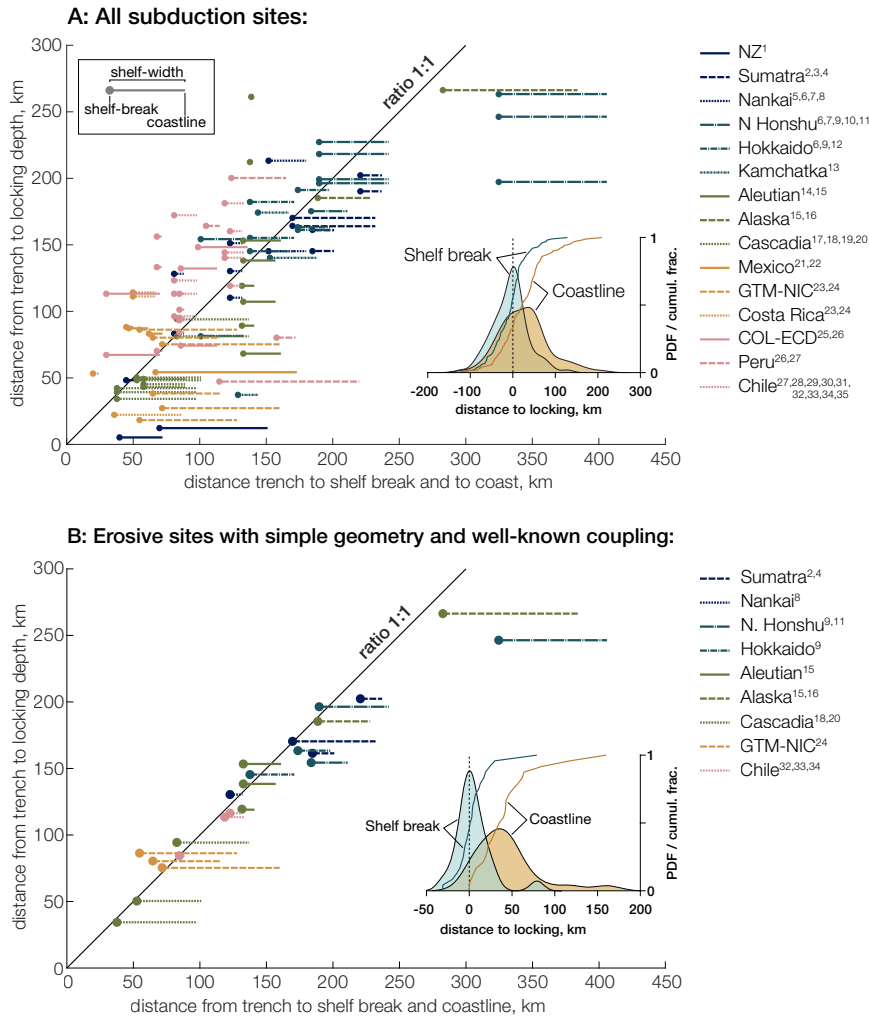 A: All subduction sites:
300
250
200
150
100
50
0
distance from trench to locking depth, km
shelf-width
shelf-break
coastline
ratio 1:1
Shelf break
Coastline
1
0
PDF / cumul. frac.
-200 -100 0 100 200 300
distance to locking, km
0 50 100 150 200 250 300 350 400 450
distance trench to shelf break and to coast, km
NZ1
Sumatra2,3,4
Nankai5,6,7,8
N Honshu6,7,9,10,11
Hokkaido6,9,12
Kamchatka13
Aleutian14,15
Alaska15,16
Cascadia17,18,19,20
Mexico21,22
GTM-NIC23,24
Costa Rica23,24
COL-ECD25,26
Peru26,27
Chile27,28,29,30,31,
32,33,34,35
B: Erosive sites with simple geometry and well-known coupling:
300
250
200
150
100
50
0
distance from trench to locking depth, km
ratio 1:1
Shelf break
Coastline
1
0
PDF / cumul. frac.
-50 0 50 100 150 200
distance to locking, km
0 50 100 150 200 250 300 350 400 450
distance from trench to shelf break and coastline, km
Sumatra2,4
Nankai8
N. Honshu9,11
Hokkaido9
Aleutian15
Alaska15,16
Cascadia18,20
GTM-NIC24
Chile32,33,34